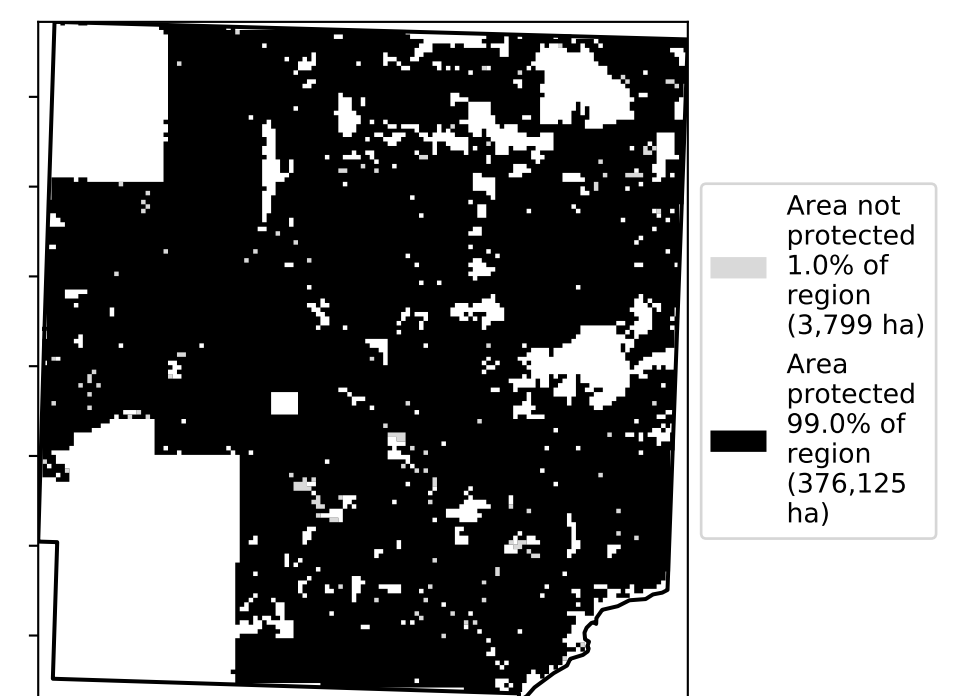 Area not
protected
1.0% of
region
(3,799 ha)
Area
protected
99.0% of
region
(376,125
ha)